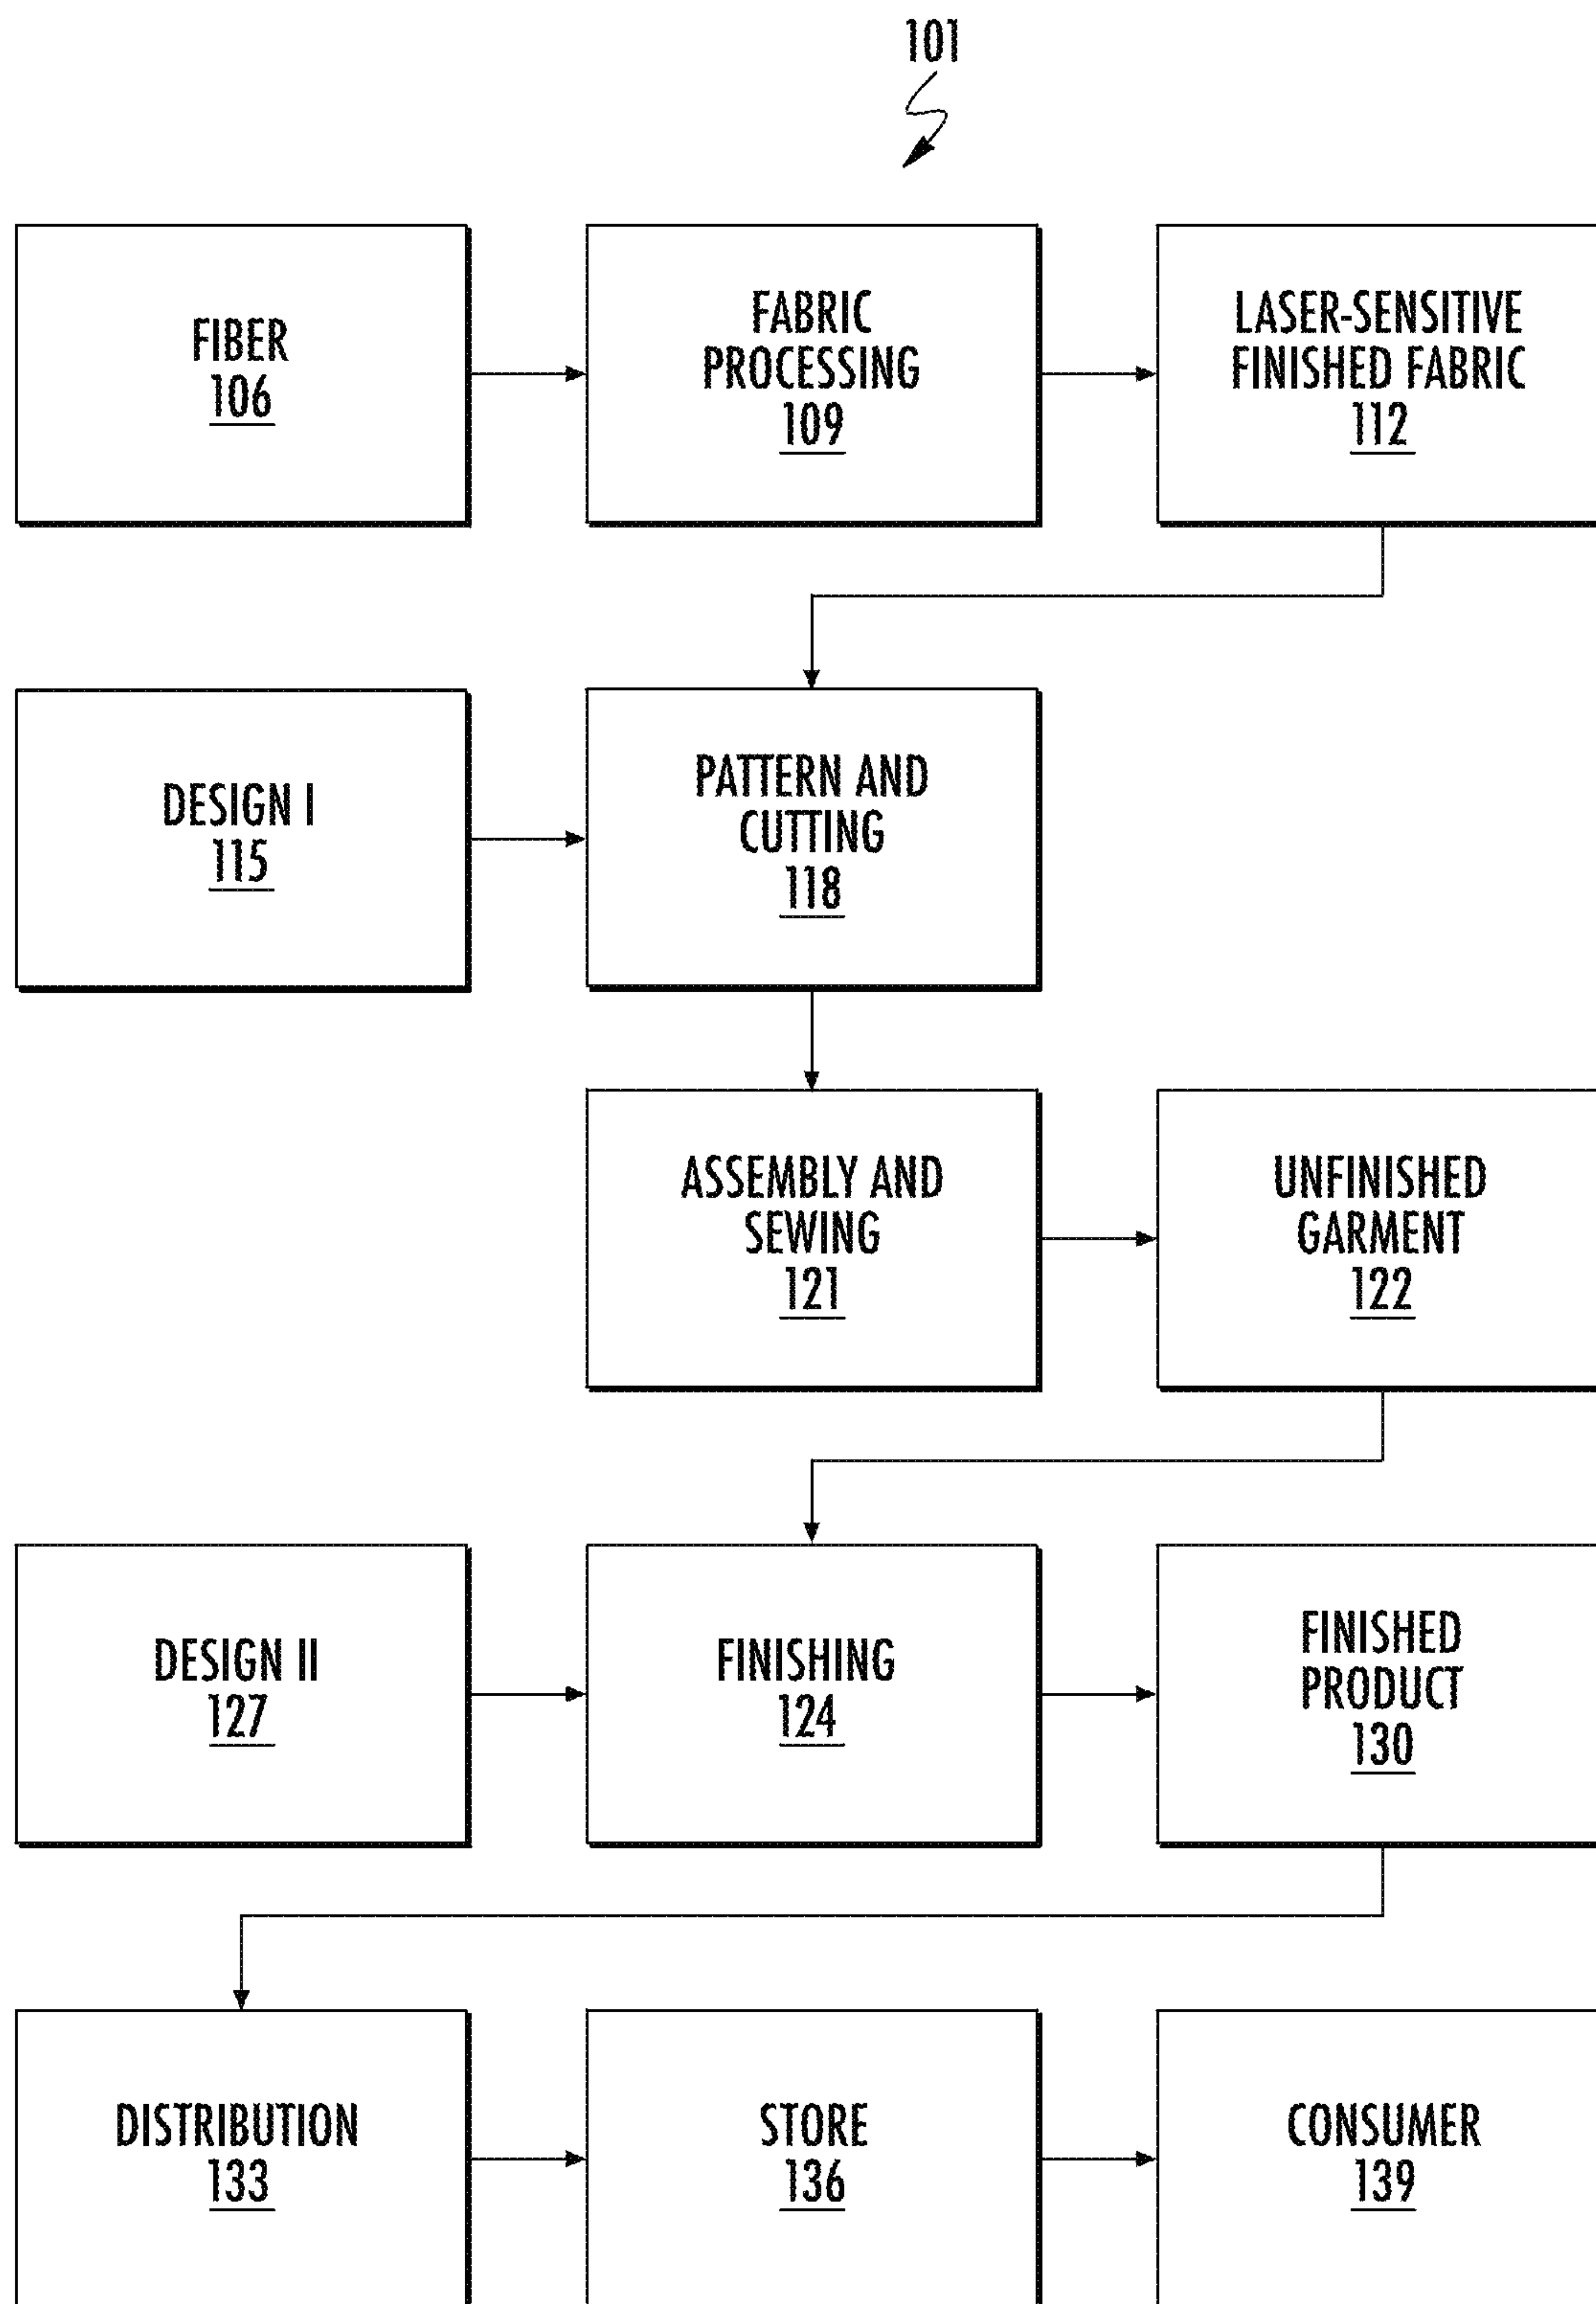 101
FIBER
106
FABRIC
PROCESSING
109
LASER-SENSITIVE
FINISHED FABRIC
112
DESIGN I
115
PATTERN AND
CUTTING
118
ASSEMBLY AND
SEWING
121
UNFINISHED
GARMENT
122
DESIGN II
127
FINISHING
124
FINISHED
PRODUCT
130
DISTRIBUTION
133
STORE
136
CONSUMER
139